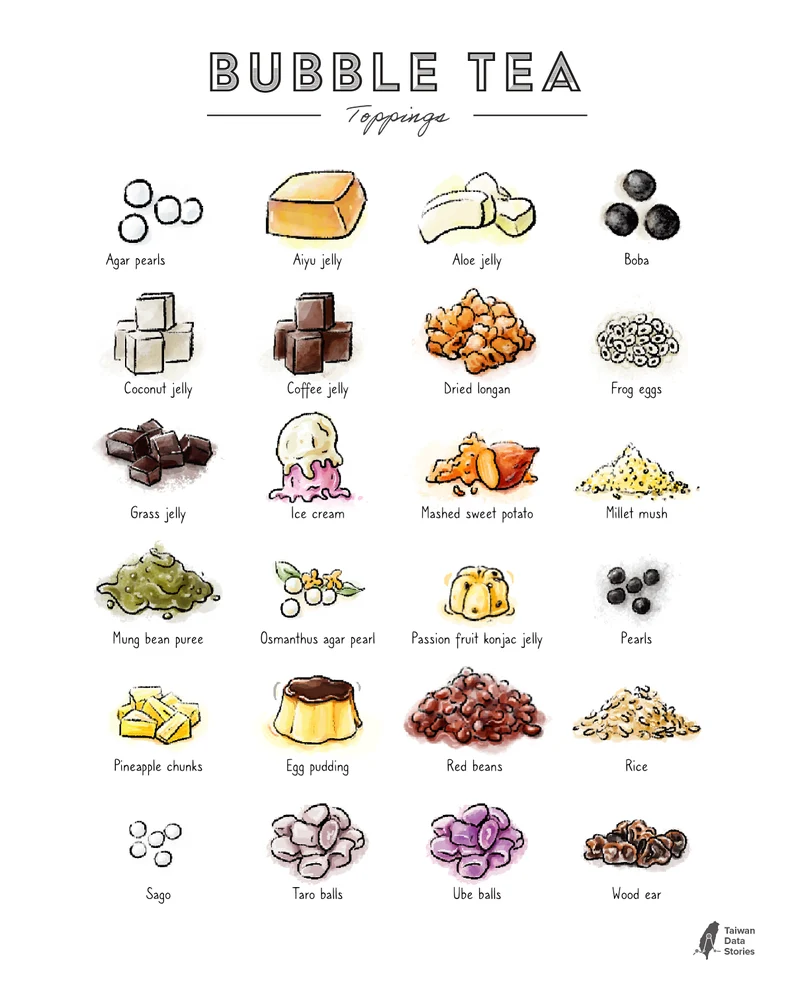 BUBBLE TEA
Toppings
Agar pearls
Aiyu jelly
Aloe jelly
Boba
Coconut jelly
Coffee jelly
Dried longan
Frog eggs
Grass jelly
Ice cream
Mashed sweet potato
Millet mush
Mung bean puree
Osmanthus agar pearl
Passion fruit konjac jelly
Pearls
Pineapple chunks
Egg pudding
Red beans
Rice
Sago
Taro balls
Ube balls
Wood ear
Taiwan
Data
Stories